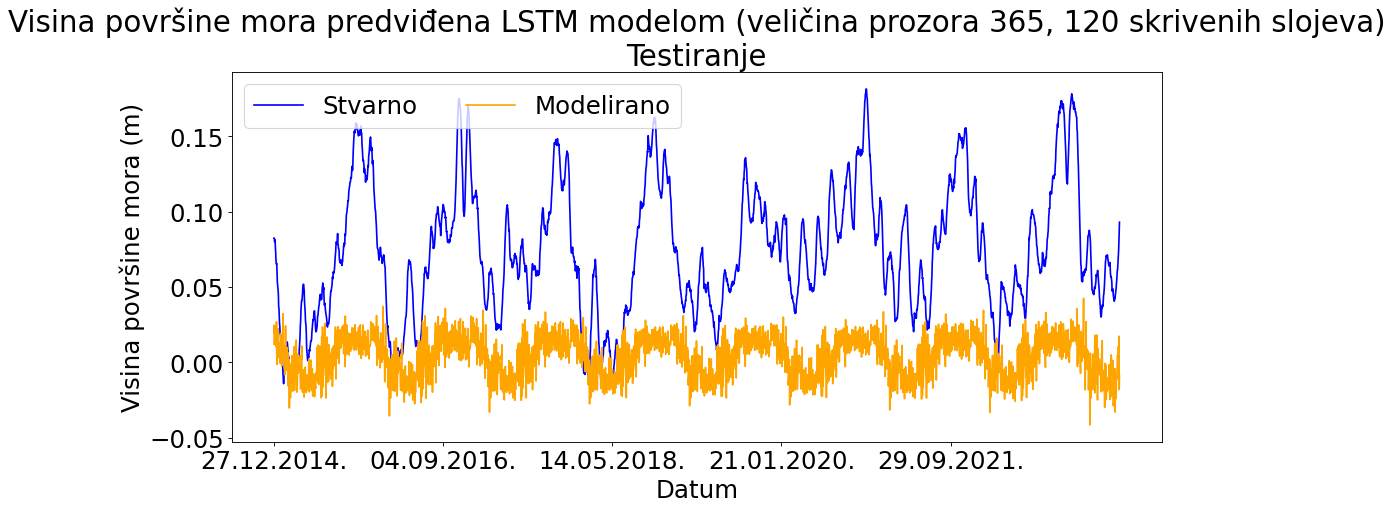 Visina površine mora predviđena LSTM modelom (veličina prozora 365, 120 skrivenih slojeva)
Testiranje
Stvarno Modelirano
Visina površine mora (m)
0.15
0.10
0.05
0.00
−0.05
27.12.2014. 04.09.2016. 14.05.2018. 21.01.2020. 29.09.2021.
Datum